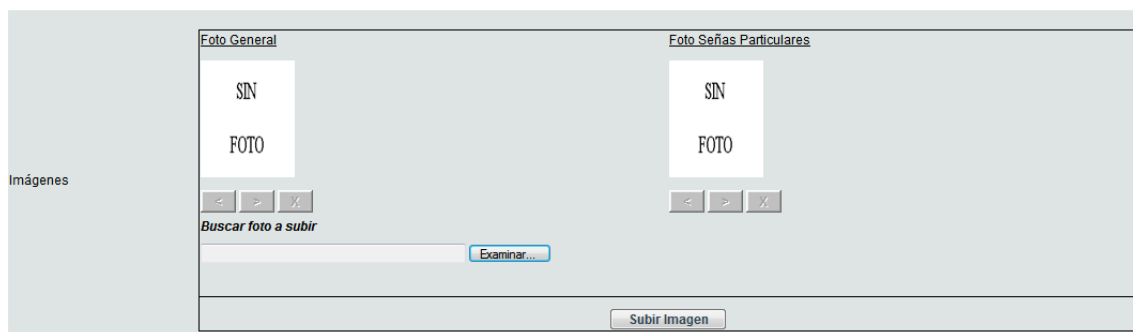 Foto General
Foto Señas Particulares
SIN
FOTO
SIN
FOTO
Imágenes
< > X
< > X
Buscar foto a subir
Examinar...
Subir Imagen